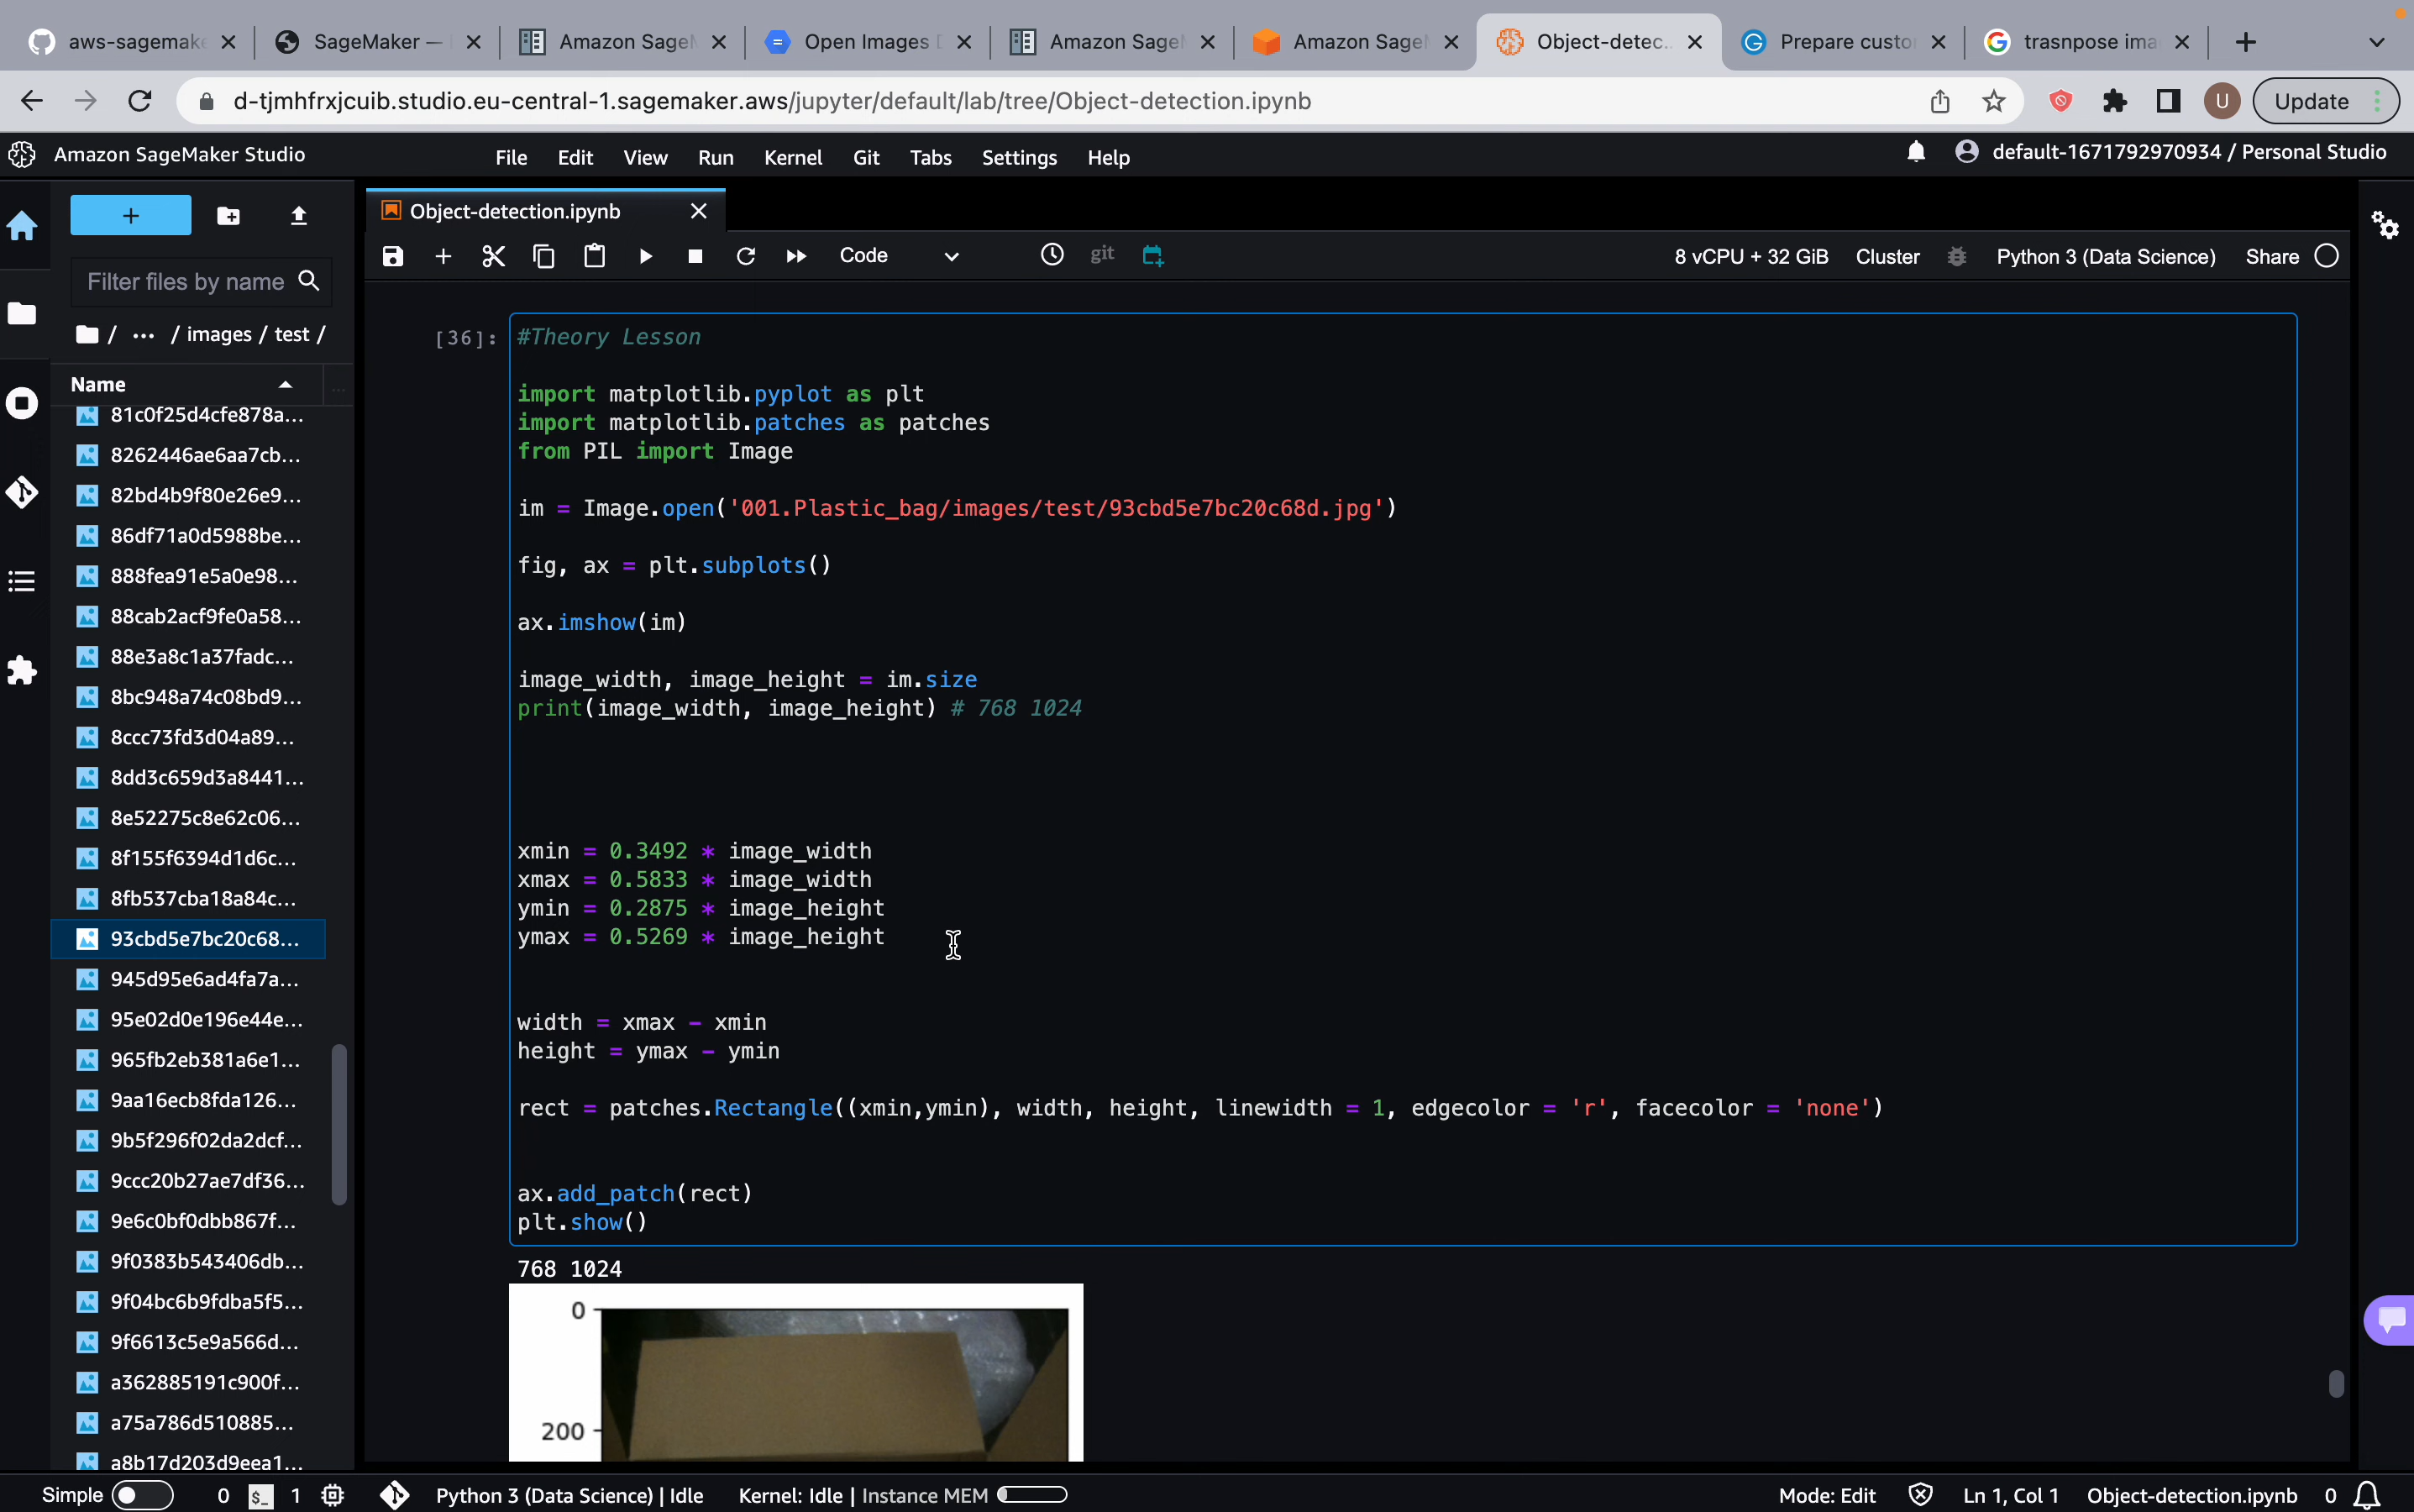 aws-sagemake
SageMaker —
Amazon Sage
Open Images D
Amazon Sage
Amazon Sage
Object-detec..
Prepare custo
trasnpose ima
d-tjmhfrxjcuib.studio.eu-central-1.sagemaker.aws/jupyter/default/lab/tree/Object-detection.ipynb
U
Update
Amazon SageMaker Studio
File Edit View Run Kernel Git Tabs Settings Help
default-1671792970934 / Personal Studio
Object-detection.ipynb
Code
git
8 vCPU + 32 GiB Cluster Python 3 (Data Science) Share
Filter files by name
/ ··· / images / test /
Name
81c0f25d4cfe878a...
8262446ae6aa7cb...
82bd4b9f80e26e9...
86df71a0d5988be...
888fea91e5a0e98...
88cab2acf9fe0a58...
88e3a8c1a37fadc...
8bc948a74c08bd9...
8ccc73fd3d04a89...
8dd3c659d3a8441...
8e52275c8e62c06...
8f155f6394d1d6c...
8fb537cba18a84c...
93cbd5e7bc20c68...
945d95e6ad4fa7a...
95e02d0e196e44e...
965fb2eb381a6e1...
9aa16ecb8fda126...
9b5f296f02da2dcf...
9ccc20b27ae7df36...
9e6c0bf0dbb867f...
9f0383b543406db...
9f04bc6b9fdba5f5...
9f6613c5e9a566d...
a362885191c900f...
a75a786d510885...
a8b17d203d9eea1...
[36]: #Theory Lesson
import matplotlib.pyplot as plt
import matplotlib.patches as patches
from PIL import Image
im = Image.open('001.Plastic_bag/images/test/93cbd5e7bc20c68d.jpg')
fig, ax = plt.subplots()
ax.imshow(im)
image_width, image_height = im.size
print(image_width, image_height) # 768 1024
xmin = 0.3492 * image_width
xmax = 0.5833 * image_width
ymin = 0.2875 * image_height
ymax = 0.5269 * image_height
width = xmax - xmin
height = ymax - ymin
rect = patches.Rectangle((xmin,ymin), width, height, linewidth = 1, edgecolor = 'r', facecolor = 'none')
ax.add_patch(rect)
plt.show()
768 1024
0
200
Simple 0 $_ 1 Python 3 (Data Science) | Idle Kernel: Idle | Instance MEM
Mode: Edit Ln 1, Col 1 Object-detection.ipynb 0